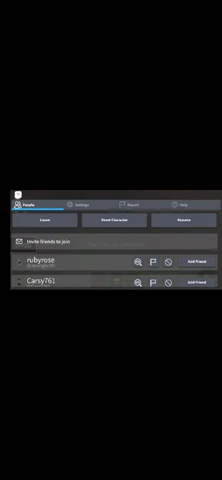 People Settings Report Help
Leave Reset Character Resume
Invite friends to join
rubyrose Add Friend
Carsy761 Add Friend